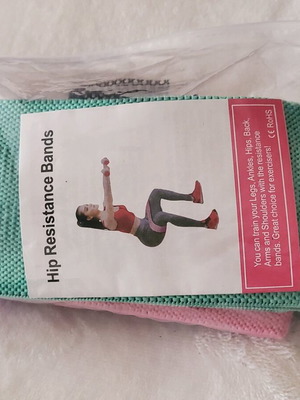 Hip Resistance Bands
You can train your Legs, Ankles, Hips, Back,
Arms and Shoulders with the resistance
bands. Great choice for exercisers!
CE RoHS